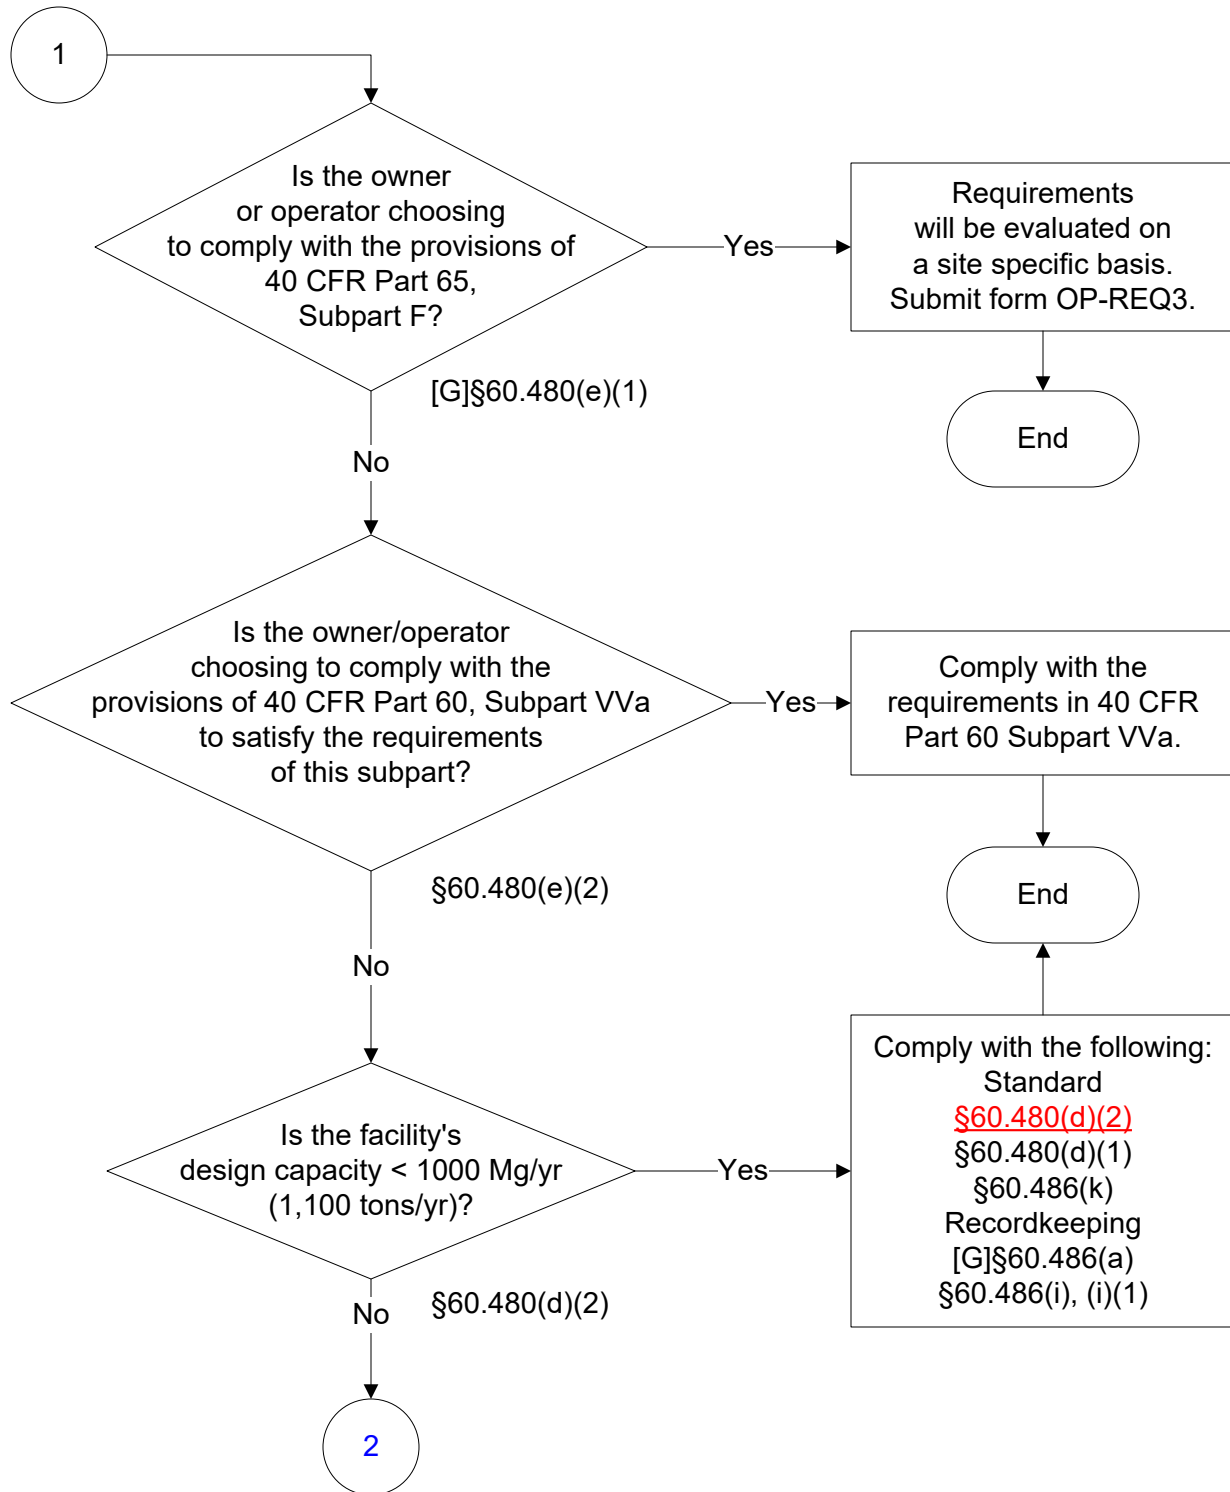 1
Is the owner
or operator choosing
to comply with the provisions of
40 CFR Part 65,
Subpart F?
Yes
Requirements
will be evaluated on
a site specific basis.
Submit form OP-REQ3.
[G]§60.480(e)(1)
End
No
Is the owner/operator
choosing to comply with the
provisions of 40 CFR Part 60, Subpart VVa
to satisfy the requirements
of this subpart?
Yes
Comply with the
requirements in 40 CFR
Part 60 Subpart VVa.
§60.480(e)(2)
End
No
Is the facility's
design capacity < 1000 Mg/yr
(1,100 tons/yr)?
Yes
Comply with the following:
Standard
§60.480(d)(2)
§60.480(d)(1)
§60.486(k)
Recordkeeping
[G]§60.486(a)
§60.486(i), (i)(1)
§60.480(d)(2)
No
2